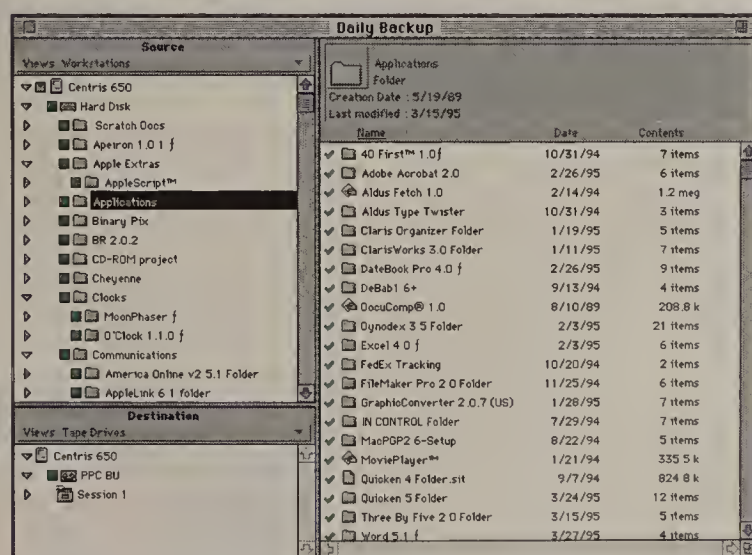 Daily Backup
Source
Views Workstations
Centris 650
Hard Disk
Scratch Docs
Apeiron 1.0 1 ƒ
Apple Extras
AppleScript™
Applications
Binary Pix
BR 2.0.2
CD-ROM project
Cheyenne
Clocks
MoonPhaser ƒ
O'Clock 1.1.0 ƒ
Communications
America Online v2 5.1 Folder
AppleLink 6 1 folder
Destination
Views Tape Drives
Centris 650
PPC BU
Session 1
Applications
Folder
Creation Date : 5/19/89
Last modified : 3/15/95
Name Date Contents
40 First™ 1.0ƒ 10/31/94 7 items
Adobe Acrobat 2.0 2/26/95 6 items
Aldus Fetch 1.0 2/14/94 1.2 meg
Aldus Type Twister 10/31/94 3 items
Claris Organizer Folder 1/19/95 5 items
ClarisWorks 3.0 Folder 1/11/95 7 items
DateBook Pro 4.0 ƒ 2/26/95 9 items
DeBabl 6+ 9/13/94 4 items
DocuComp® 1.0 8/10/89 208.8 k
Dynodex 3 5 Folder 2/3/95 21 items
Excel 4 0 ƒ 2/3/95 6 items
FedEx Tracking 10/20/94 2 items
FileMaker Pro 2 0 Folder 11/25/94 6 items
GraphicConverter 2.0.7 (US) 1/28/95 7 items
IN CONTROL Folder 7/29/94 7 items
MacPGP2 6-Setup 8/22/94 5 items
MoviePlayer™ 1/21/94 335 5 k
Quicken 4 Folder.sit 9/7/94 824 8 k
Quicken 5 Folder 3/24/95 12 items
Three By Five 2 0 Folder 3/15/95 5 items
Word 5 1 ƒ 3/27/95 4 items